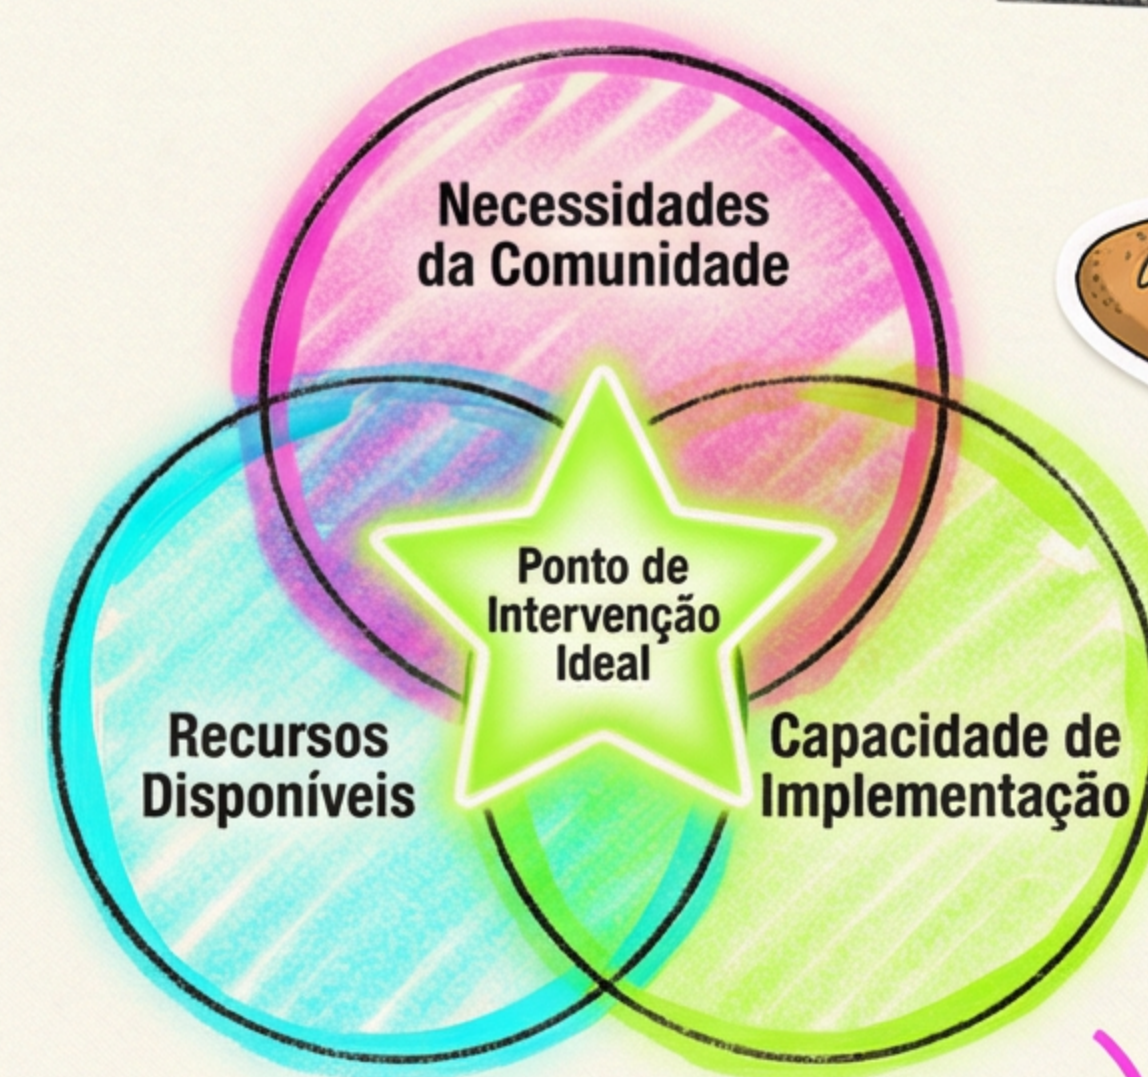 Necessidades
da Comunidade
Ponto de
Intervenção
Ideal
Recursos
Disponíveis
Capacidade de
Implementação